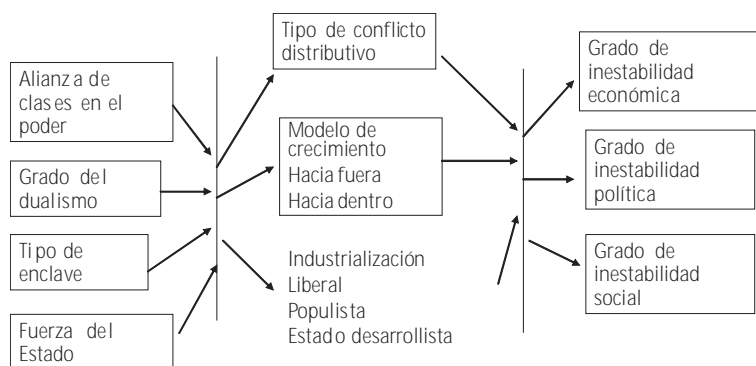 Alianza de
clases en el
poder
Grado del
dualismo
Tipo de
enclave
Fuerza del
Estado
Tipo de conflicto
distributivo
Modelo de
crecimiento
Hacia fuera
Hacia dentro
Industrialización
Liberal
Populista
Estado desarrollista
Grado de
inestabilidad
económica
Grado de
inestabilidad
política
Grado de
inestabilidad
social